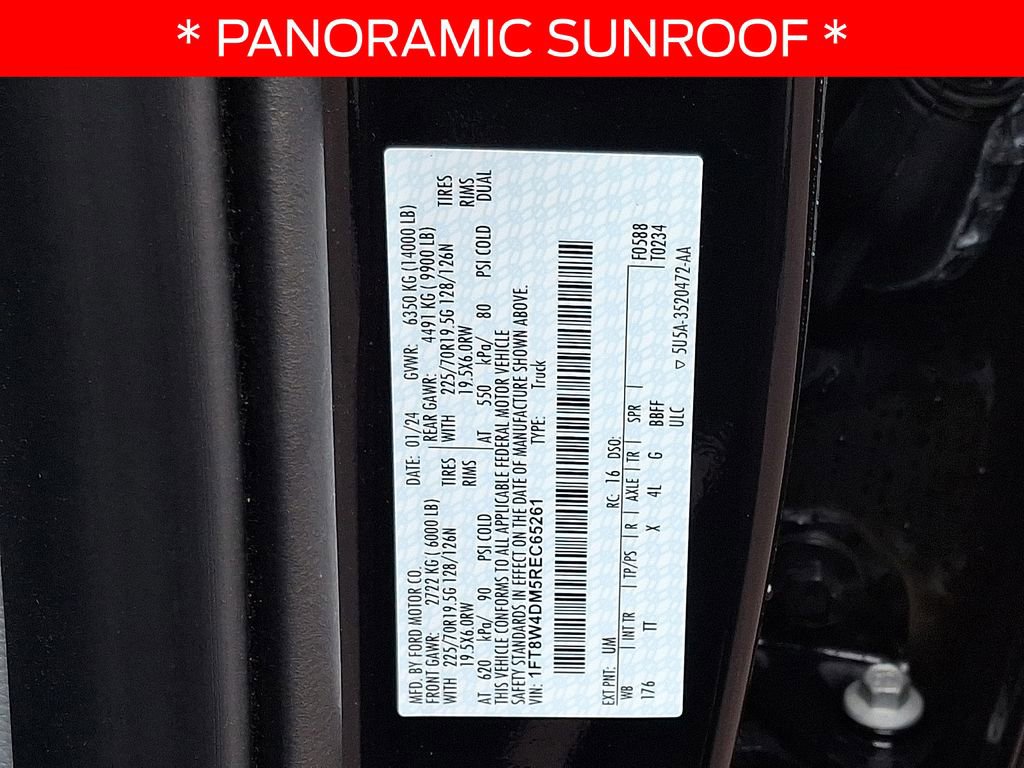 * PANORAMIC SUNROOF *
MFD. BY FORD MOTOR CO. DATE: 01/24 GVWR: 6350 KG (14000 LB)
FRONT GAWR: 2722 KG ( 6000 LB) REAR GAWR: 4491 KG ( 9900 LB)
WITH 225/70R19.5G 128/126N TIRES WITH 225/70R19.5G 128/126N TIRES
19.5X6.0RW RIMS 19.5X6.0RW RIMS
AT 620 kPa/ 90 PSI COLD AT 550 kPa/ 80 PSI COLD DUAL
THIS VEHICLE CONFORMS TO ALL APPLICABLE FEDERAL MOTOR VEHICLE
SAFETY STANDARDS IN EFFECT ON THE DATE OF MANUFACTURE SHOWN ABOVE.
VIN: 1FT8W4DM5REC65261 TYPE: Truck
EXT PNT: UM RC: 16 DSO: F0588
WB INT TR TP/PS R AXLE TR SPR T0234
176 TT X 4L G BBFF
ULC
▽ 5U5A-3520472-AA